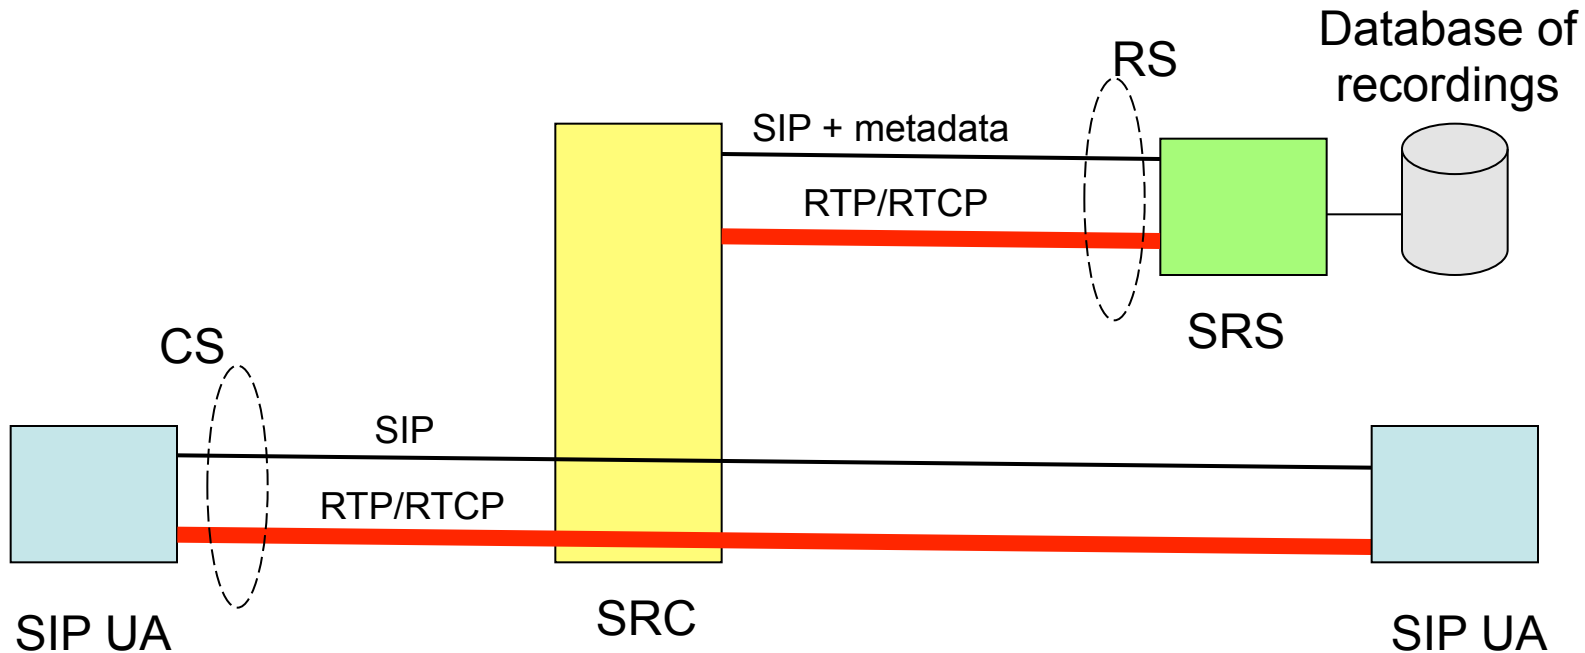 Database of
recordings
RS
SIP + metadata
RTP/RTCP
SRS
CS
SIP
RTP/RTCP
SIP UA
SRC
SIP UA